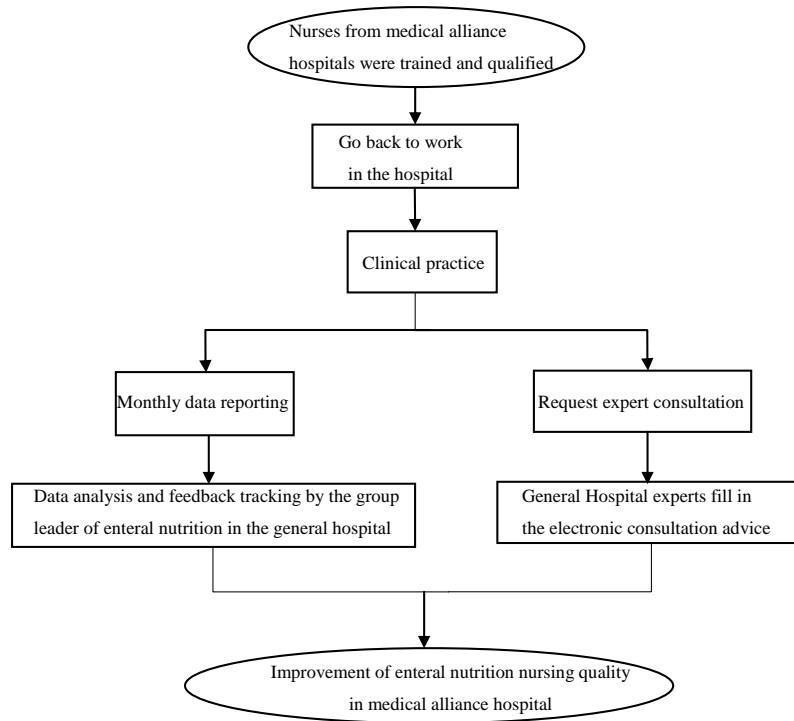 Nurses from medical alliance
hospitals were trained and qualified
Go back to work
in the hospital
Clinical practice
Monthly data reporting
Request expert consultation
Data analysis and feedback tracking by the group
leader of enteral nutrition in the general hospital
General Hospital experts fill in
the electronic consultation advice
Improvement of enteral nutrition nursing quality
in medical alliance hospital